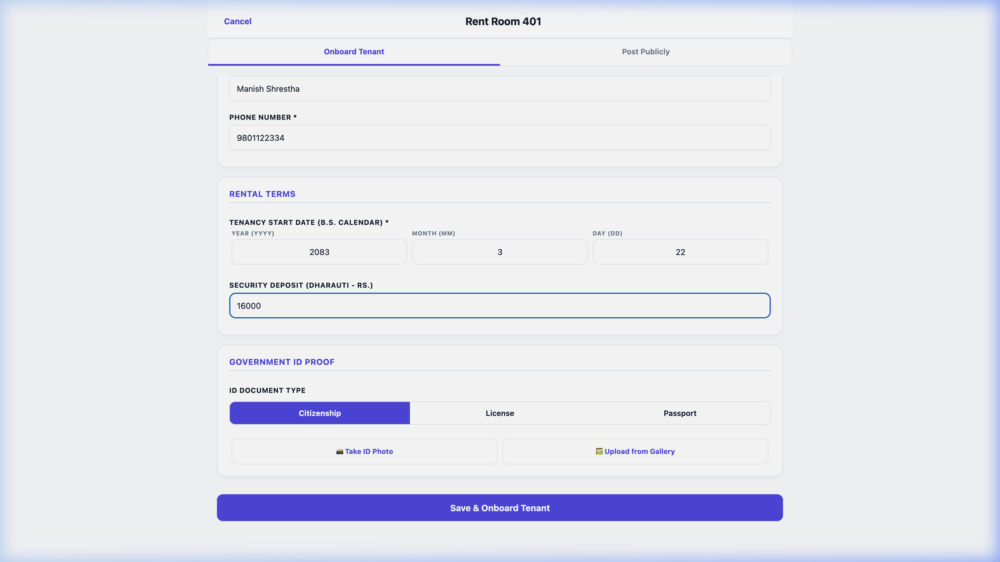 Cancel
Rent Room 401
Onboard Tenant
Post Publicly
Manish Shrestha
PHONE NUMBER *
9801122334
RENTAL TERMS
TENANCY START DATE (B.S. CALENDAR) *
YEAR (YYYY)
MONTH (MM)
DAY (DD)
2083
3
22
SECURITY DEPOSIT (DHARAUTI - RS.)
16000
GOVERNMENT ID PROOF
ID DOCUMENT TYPE
Citizenship
License
Passport
📸 Take ID Photo
🖼️ Upload from Gallery
Save & Onboard Tenant